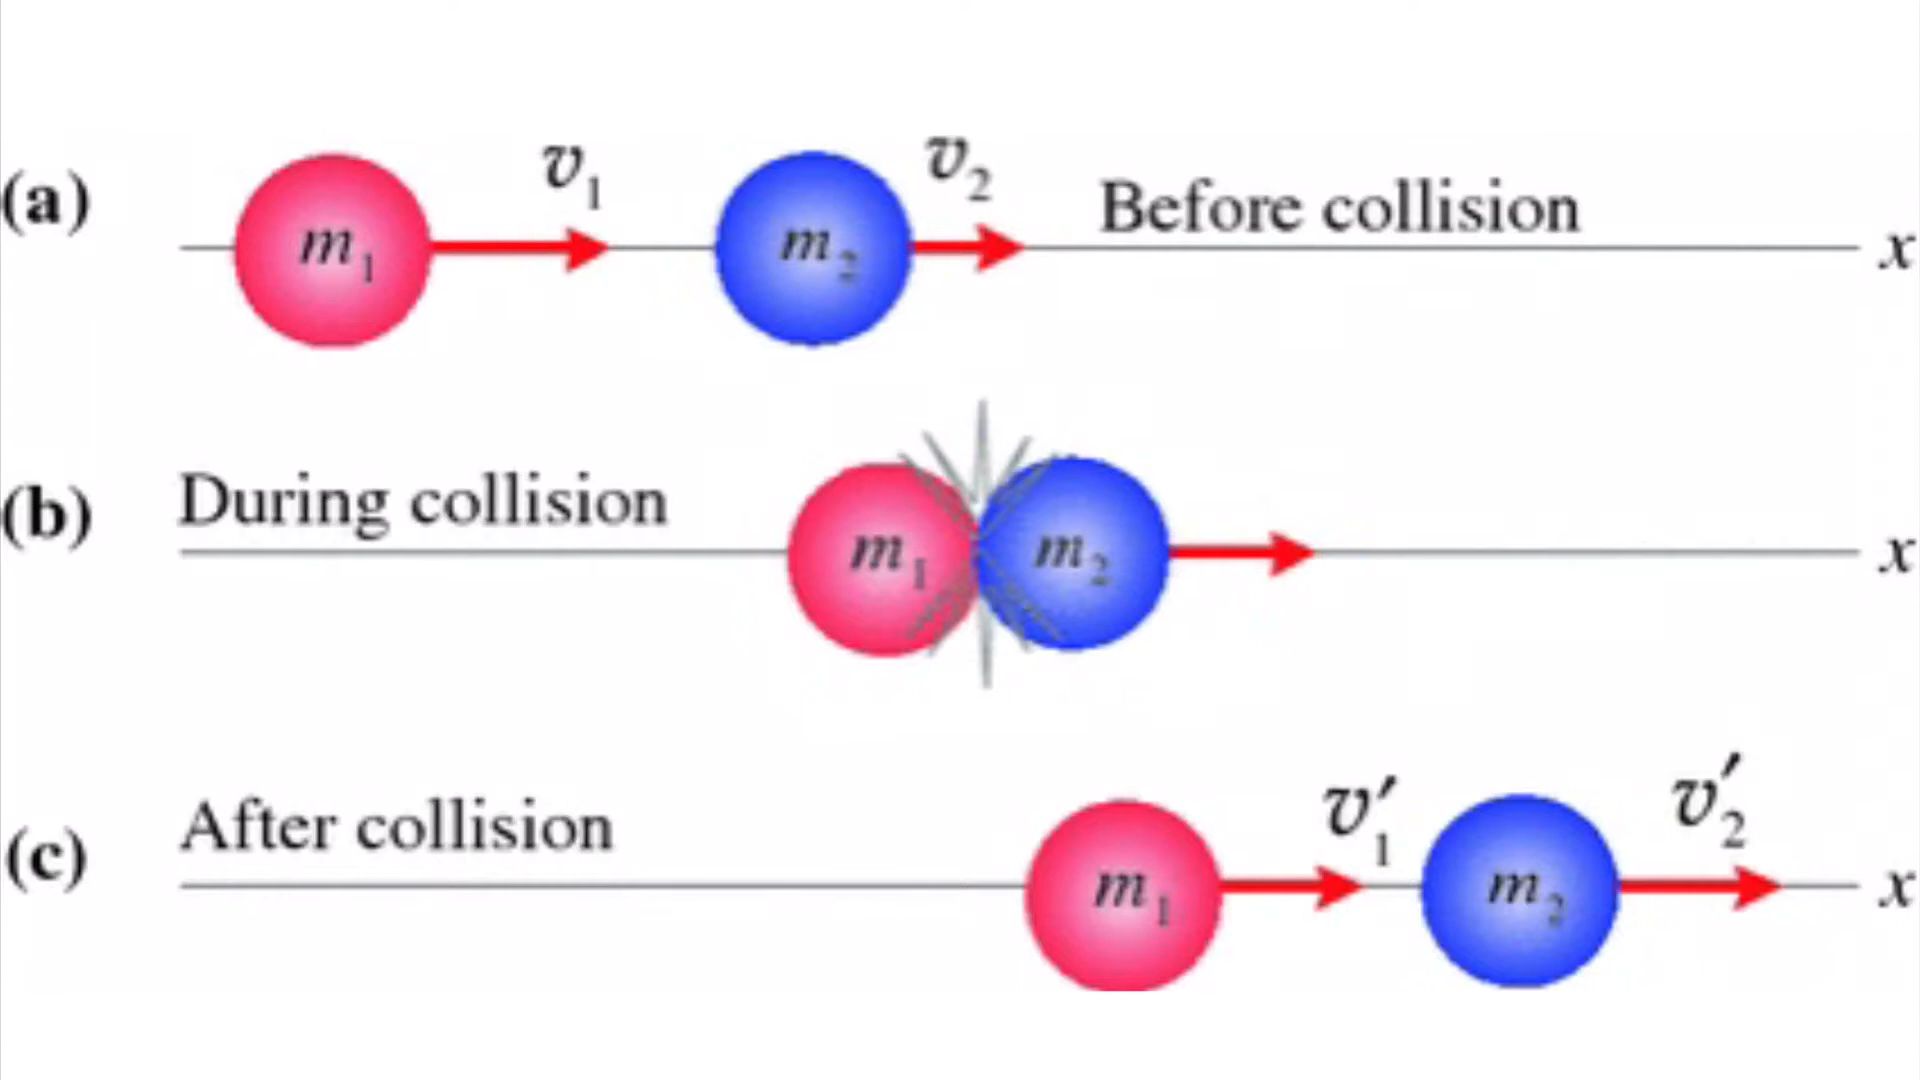 (a) m₁ v₁ m₂ v₂ Before collision x
(b) During collision m₁ m₂ x
(c) After collision m₁ v′₁ m₂ v′₂ x